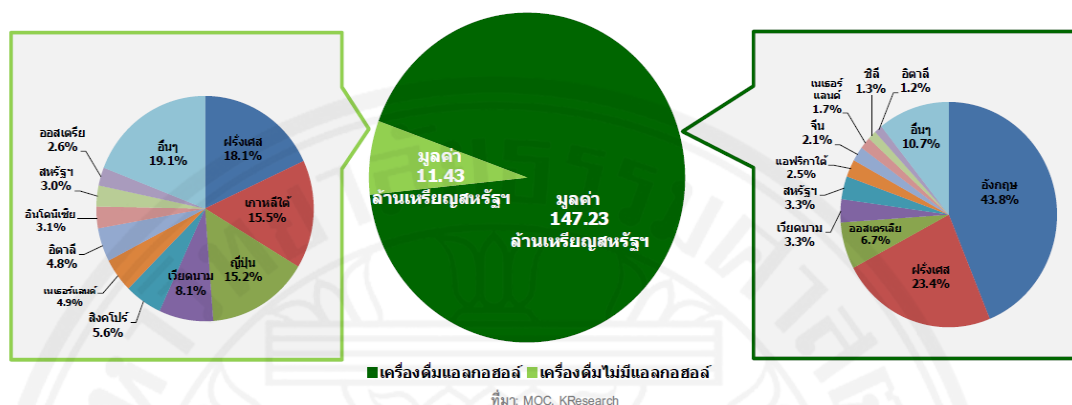 ฝรั่งเศส
18.1%
เกาหลีใต้
15.5%
ญี่ปุ่น
15.2%
เวียดนาม
8.1%
สิงคโปร์
5.6%
เนเธอร์แลนด์
4.9%
อิตาลี
4.8%
อินโดนีเซีย
3.1%
สหรัฐฯ
3.0%
ออสเตรีย
2.6%
อื่นๆ
19.1%
มูลค่า
11.43
ล้านเหรียญสหรัฐฯ
มูลค่า
147.23
ล้านเหรียญสหรัฐฯ
อังกฤษ
43.8%
ฝรั่งเศส
23.4%
ออสเตรเลีย
6.7%
เวียดนาม
3.3%
สหรัฐฯ
3.3%
แอฟริกาใต้
2.5%
จีน
2.1%
เนเธอร์
แลนด์
1.7%
ชิลี
1.3%
อิตาลี
1.2%
อื่นๆ
10.7%
เครื่องดื่มแอลกอฮอล์ เครื่องดื่มไม่มีแอลกอฮอล์
ที่มา: MOC, KResearch